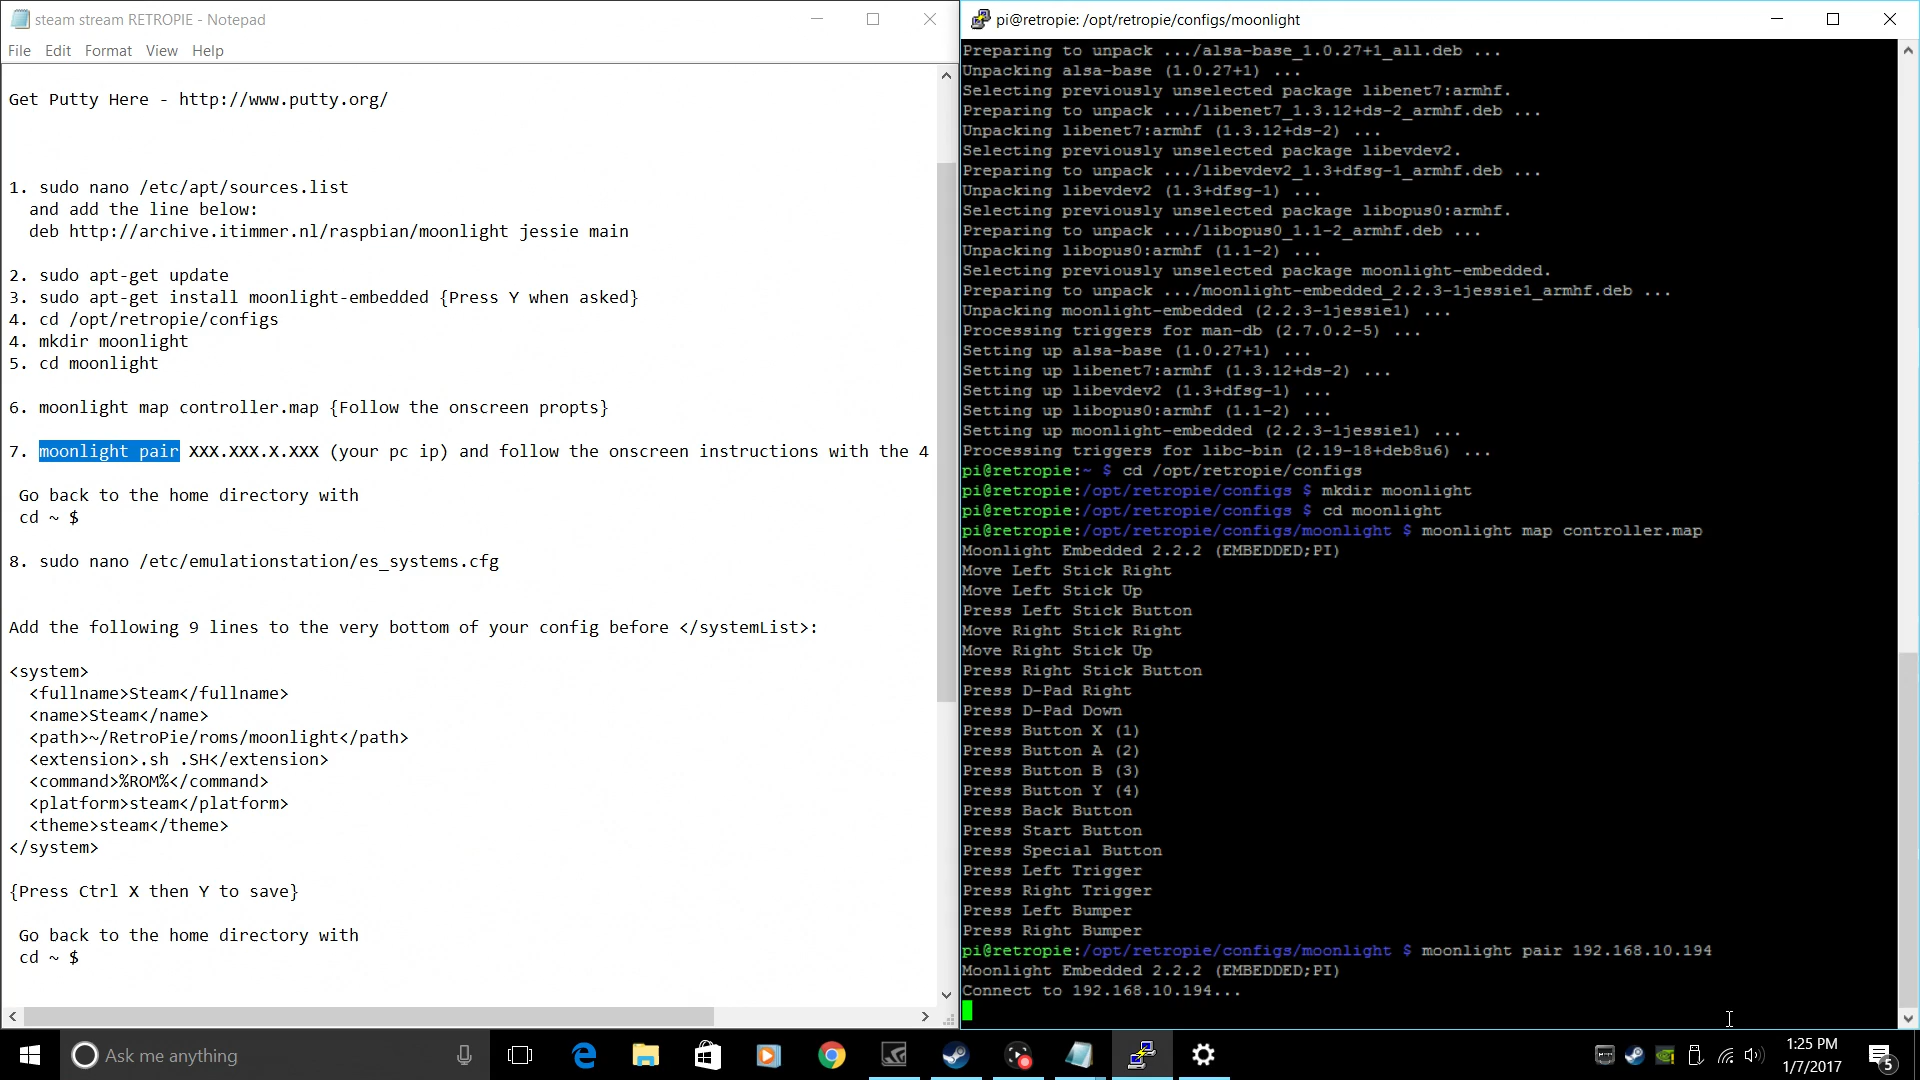 steam stream RETROPIE - Notepad
File Edit Format View Help
Get Putty Here - http://www.putty.org/
1. sudo nano /etc/apt/sources.list
and add the line below:
deb http://archive.itimmer.nl/raspbian/moonlight jessie main
2. sudo apt-get update
3. sudo apt-get install moonlight-embedded {Press Y when asked}
4. cd /opt/retropie/configs
4. mkdir moonlight
5. cd moonlight
6. moonlight map controller.map {Follow the onscreen propts}
7. moonlight pair XXX.XXX.X.XXX (your pc ip) and follow the onscreen instructions with the 4
Go back to the home directory with
cd ~ $
8. sudo nano /etc/emulationstation/es_systems.cfg
Add the following 9 lines to the very bottom of your config before </systemList>:
<system>
<fullname>Steam</fullname>
<name>Steam</name>
<path>~/RetroPie/roms/moonlight</path>
<extension>.sh .SH</extension>
<command>%ROM%</command>
<platform>steam</platform>
<theme>steam</theme>
</system>
{Press Ctrl X then Y to save}
Go back to the home directory with
cd ~ $
pi@retropie: /opt/retropie/configs/moonlight
Preparing to unpack .../alsa-base_1.0.27+1_all.deb ...
Unpacking alsa-base (1.0.27+1) ...
Selecting previously unselected package libenet7:armhf.
Preparing to unpack .../libenet7_1.3.12+ds-2_armhf.deb ...
Unpacking libenet7:armhf (1.3.12+ds-2) ...
Selecting previously unselected package libevdev2.
Preparing to unpack .../libevdev2_1.3+dfsg-1_armhf.deb ...
Unpacking libevdev2 (1.3+dfsg-1) ...
Selecting previously unselected package libopus0:armhf.
Preparing to unpack .../libopus0_1.1-2_armhf.deb ...
Unpacking libopus0:armhf (1.1-2) ...
Selecting previously unselected package moonlight-embedded.
Preparing to unpack .../moonlight-embedded_2.2.3-1jessie1_armhf.deb ...
Unpacking moonlight-embedded (2.2.3-1jessie1) ...
Processing triggers for man-db (2.7.0.2-5) ...
Setting up alsa-base (1.0.27+1) ...
Setting up libenet7:armhf (1.3.12+ds-2) ...
Setting up libevdev2 (1.3+dfsg-1) ...
Setting up libopus0:armhf (1.1-2) ...
Setting up moonlight-embedded (2.2.3-1jessie1) ...
Processing triggers for libc-bin (2.19-18+deb8u6) ...
pi@retropie:~ $ cd /opt/retropie/configs
pi@retropie:/opt/retropie/configs $ mkdir moonlight
pi@retropie:/opt/retropie/configs $ cd moonlight
pi@retropie:/opt/retropie/configs/moonlight $ moonlight map controller.map
Moonlight Embedded 2.2.2 (EMBEDDED;PI)
Move Left Stick Right
Move Left Stick Up
Press Left Stick Button
Move Right Stick Right
Move Right Stick Up
Press Right Stick Button
Press D-Pad Right
Press D-Pad Down
Press Button X (1)
Press Button A (2)
Press Button B (3)
Press Button Y (4)
Press Back Button
Press Start Button
Press Special Button
Press Left Trigger
Press Right Trigger
Press Left Bumper
Press Right Bumper
pi@retropie:/opt/retropie/configs/moonlight $ moonlight pair 192.168.10.194
Moonlight Embedded 2.2.2 (EMBEDDED;PI)
Connect to 192.168.10.194...
Ask me anything
1:25 PM
1/7/2017
5